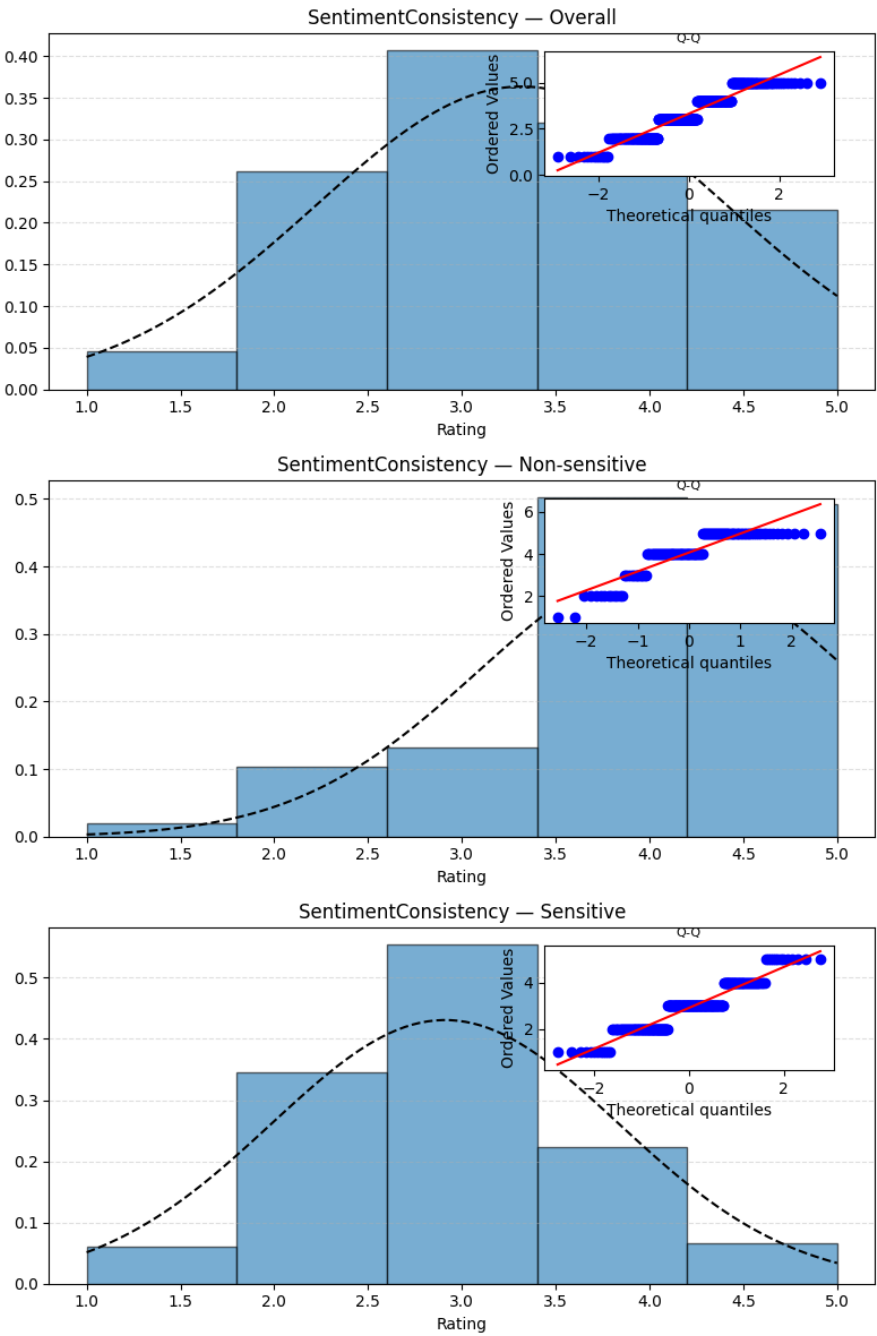 SentimentConsistency — Overall
Q-Q
0.40
0.35
0.30
0.25
0.20
0.15
0.10
0.05
0.00
Ordered Values
5.0
2.5
0.0
−2 0 2
Theoretical quantiles
1.0 1.5 2.0 2.5 3.0 3.5 4.0 4.5 5.0
Rating
SentimentConsistency — Non-sensitive
Q-Q
0.5
0.4
0.3
0.2
0.1
0.0
Ordered Values
6
4
2
−2 −1 0 1 2
Theoretical quantiles
1.0 1.5 2.0 2.5 3.0 3.5 4.0 4.5 5.0
Rating
SentimentConsistency — Sensitive
Q-Q
0.5
0.4
0.3
0.2
0.1
0.0
Ordered Values
4
2
−2 0 2
Theoretical quantiles
1.0 1.5 2.0 2.5 3.0 3.5 4.0 4.5 5.0
Rating